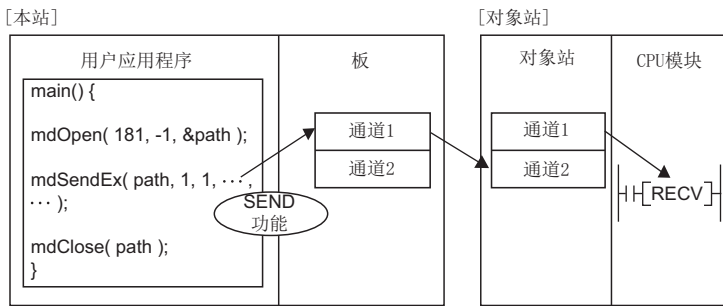 [本站]
[对象站]
用户应用程序
板
对象站
CPU模块
main() {
mdOpen( 181, -1, &path );
mdSendEx( path, 1, 1, ··· ,
··· );
mdClose( path );
}
SEND
功能
通道1
通道2
通道1
通道2
RECV